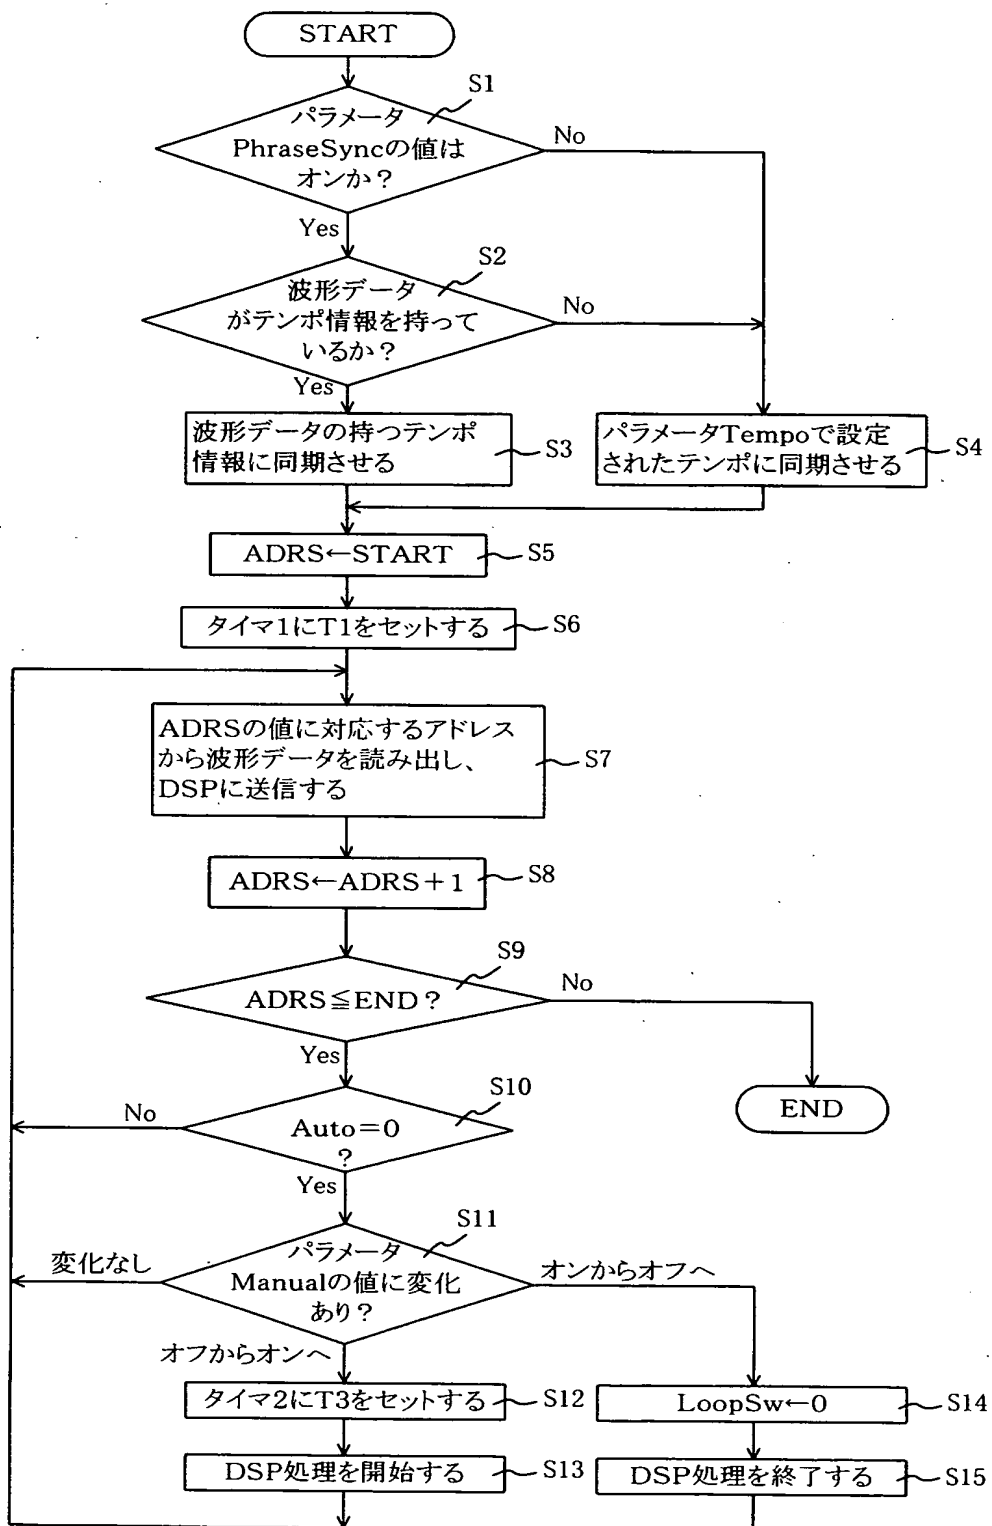 START
S1
パラメータ
PhraseSyncの値は
オンか？
No
Yes
S2
波形データ
がテンポ情報を持って
いるか？
No
Yes
波形データの持つテンポ
情報に同期させる
S3
パラメータTempoで設定
されたテンポに同期させる
S4
ADRS←START
S5
タイマ1にT1をセットする
S6
ADRSの値に対応するアドレス
から波形データを読み出し、
DSPに送信する
S7
ADRS←ADRS＋1
S8
S9
ADRS≦END？
No
Yes
END
S10
Auto＝0
？
No
Yes
S11
パラメータ
Manualの値に変化
あり？
変化なし
オンからオフへ
オフからオンへ
タイマ2にT3をセットする
S12
LoopSw←0
S14
DSP処理を開始する
S13
DSP処理を終了する
S15